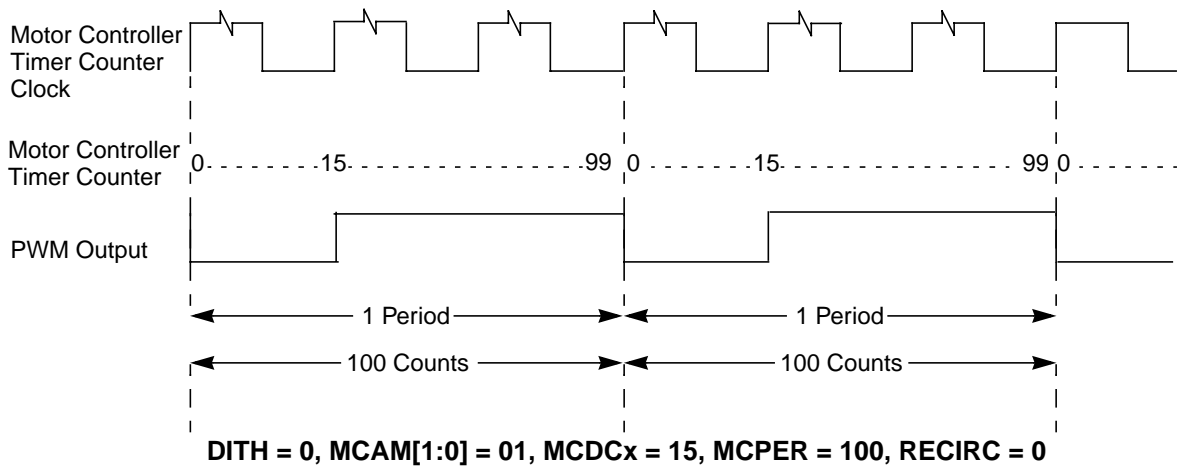 Motor Controller
Timer Counter
Clock
Motor Controller
Timer Counter
0 15 99 0 15 99 0
PWM Output
1 Period 1 Period
100 Counts 100 Counts
DITH = 0, MCAM[1:0] = 01, MCDCx = 15, MCPER = 100, RECIRC = 0